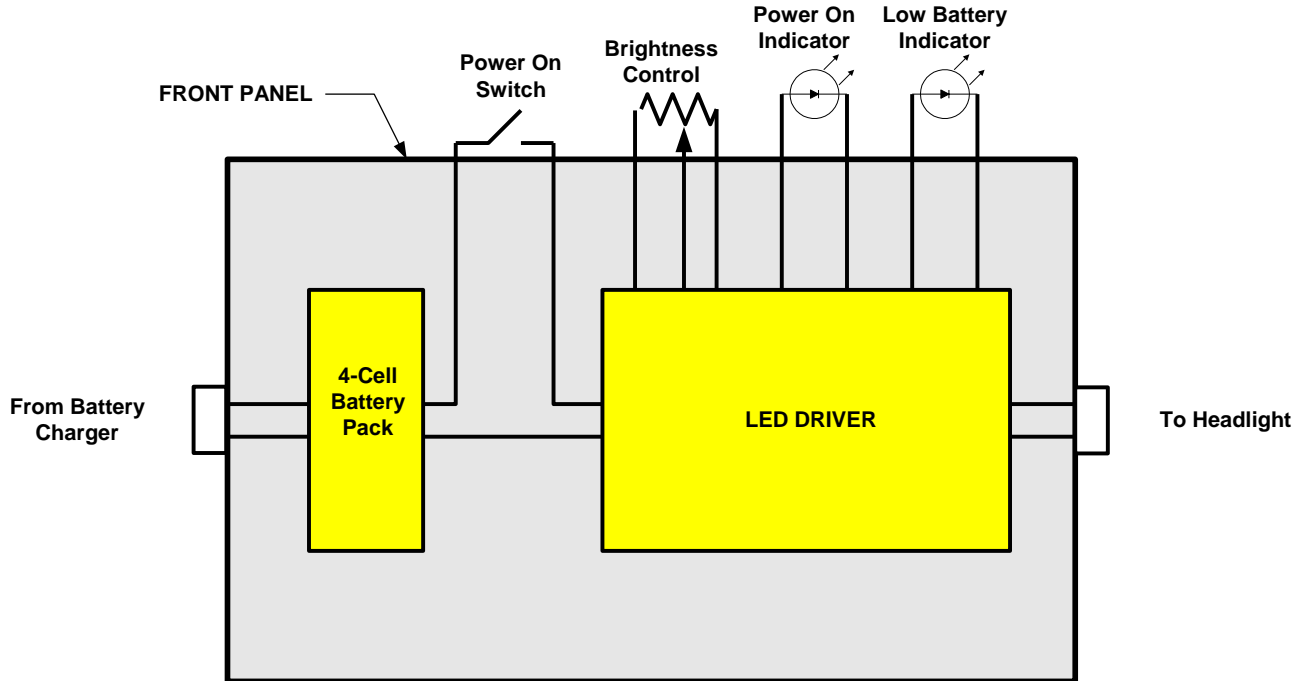 Power On
Indicator
Low Battery
Indicator
Brightness
Control
Power On
Switch
FRONT PANEL
4-Cell
Battery
Pack
From Battery
Charger
LED DRIVER
To Headlight